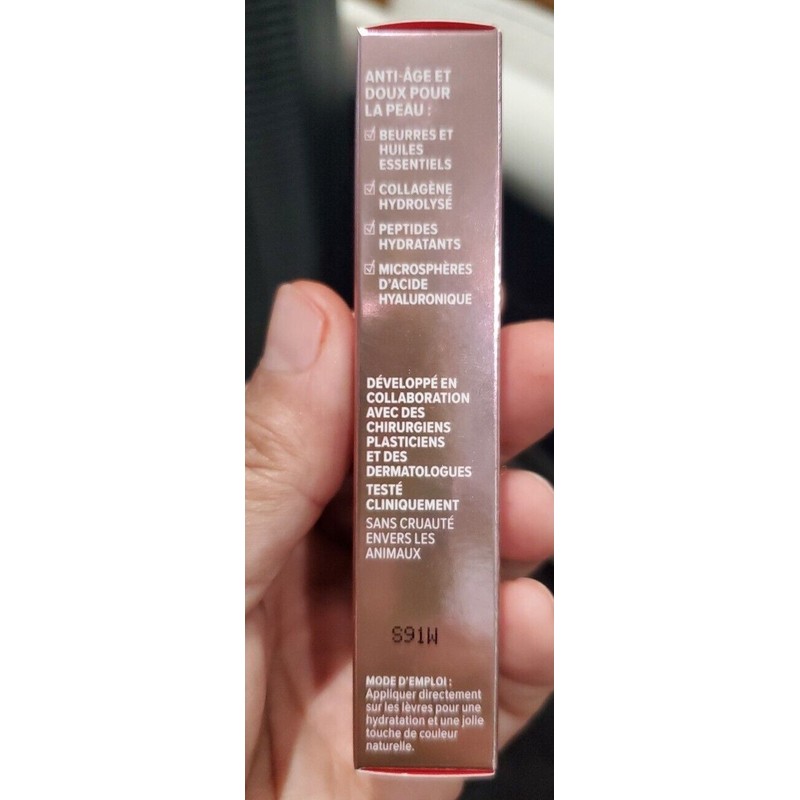 ANTI-ÂGE ET
DOUX POUR
LA PEAU :
BEURRES ET
HUILES
ESSENTIELS
COLLAGÈNE
HYDROLYSÉ
PEPTIDES
HYDRATANTS
MICROSPHÈRES
D'ACIDE
HYALURONIQUE
DÉVELOPPÉ EN
COLLABORATION
AVEC DES
CHIRURGIENS
PLASTICIENS
ET DES
DERMATOLOGUES
TESTÉ
CLINIQUEMENT
SANS CRUAUTÉ
ENVERS LES
ANIMAUX
S91W
MODE D'EMPLOI :
Appliquer directement
sur les lèvres pour une
hydratation et une jolie
touche de couleur
naturelle.